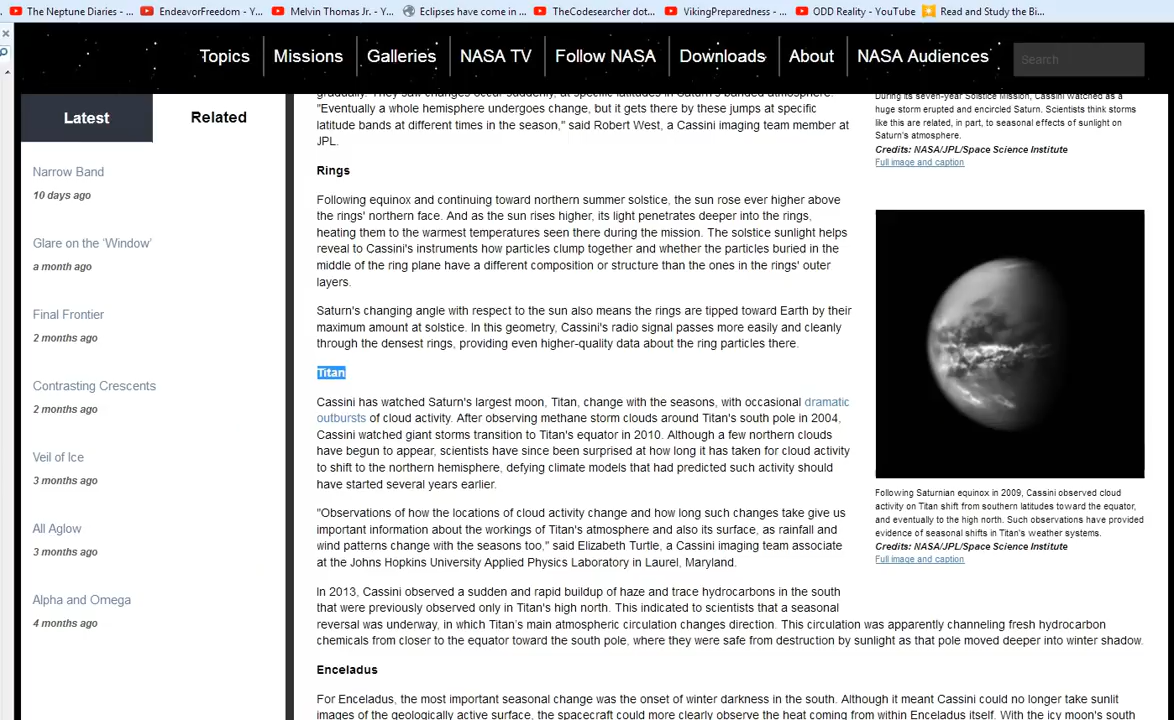 The Neptune Diaries - ...
EndeavorFreedom - Y...
Melvin Thomas Jr. - Y...
Eclipses have come in ...
TheCodesearcher dot...
VikingPreparedness - ...
ODD Reality - YouTube
Read and Study the Bi...
Topics
Missions
Galleries
NASA TV
Follow NASA
Downloads
About
NASA Audiences
Search
Latest
Related
Narrow Band
10 days ago
Glare on the 'Window'
a month ago
Final Frontier
2 months ago
Contrasting Crescents
2 months ago
Veil of Ice
3 months ago
All Aglow
3 months ago
Alpha and Omega
4 months ago
gradually. They saw changes occur suddenly, at specific latitudes in Saturn's banded atmosphere.
"Eventually a whole hemisphere undergoes change, but it gets there by these jumps at specific
latitude bands at different times in the season," said Robert West, a Cassini imaging team member at
JPL.
Rings
Following equinox and continuing toward northern summer solstice, the sun rose ever higher above
the rings' northern face. And as the sun rises higher, its light penetrates deeper into the rings,
heating them to the warmest temperatures seen there during the mission. The solstice sunlight helps
reveal to Cassini's instruments how particles clump together and whether the particles buried in the
middle of the ring plane have a different composition or structure than the ones in the rings' outer
layers.
Saturn's changing angle with respect to the sun also means the rings are tipped toward Earth by their
maximum amount at solstice. In this geometry, Cassini's radio signal passes more easily and cleanly
through the densest rings, providing even higher-quality data about the ring particles there.
Titan
Cassini has watched Saturn's largest moon, Titan, change with the seasons, with occasional dramatic
outbursts of cloud activity. After observing methane storm clouds around Titan's south pole in 2004,
Cassini watched giant storms transition to Titan's equator in 2010. Although a few northern clouds
have begun to appear, scientists have since been surprised at how long it has taken for cloud activity
to shift to the northern hemisphere, defying climate models that had predicted such activity should
have started several years earlier.
"Observations of how the locations of cloud activity change and how long such changes take give us
important information about the workings of Titan's atmosphere and also its surface, as rainfall and
wind patterns change with the seasons too," said Elizabeth Turtle, a Cassini imaging team associate
at the Johns Hopkins University Applied Physics Laboratory in Laurel, Maryland.
In 2013, Cassini observed a sudden and rapid buildup of haze and trace hydrocarbons in the south
that were previously observed only in Titan's high north. This indicated to scientists that a seasonal
reversal was underway, in which Titan's main atmospheric circulation changes direction. This circulation was apparently channeling fresh hydrocarbon
chemicals from closer to the equator toward the south pole, where they were safe from destruction by sunlight as that pole moved deeper into winter shadow.
Enceladus
For Enceladus, the most important seasonal change was the onset of winter darkness in the south. Although it meant Cassini could no longer take sunlit
images of the geologically active surface, the spacecraft could more clearly observe the heat coming from within Enceladus itself. With the icy moon's south
During its seven-year Solstice Mission, Cassini watched as a
huge storm erupted and encircled Saturn. Scientists think storms
like this are related, in part, to seasonal effects of sunlight on
Saturn's atmosphere.
Credits: NASA/JPL/Space Science Institute
Full image and caption
Following Saturnian equinox in 2009, Cassini observed cloud
activity on Titan shift from southern latitudes toward the equator,
and eventually to the high north. Such observations have provided
evidence of seasonal shifts in Titan's weather systems.
Credits: NASA/JPL/Space Science Institute
Full image and caption